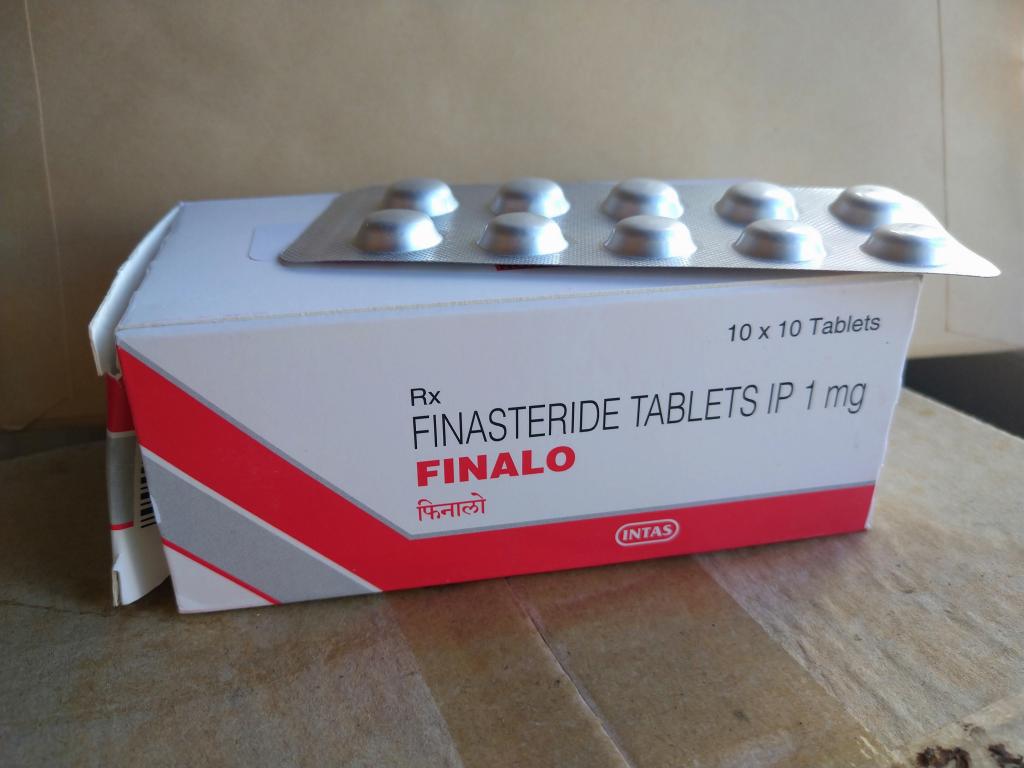 10 x 10 Tablets
Rx
FINASTERIDE TABLETS IP 1 mg
FINALO
फिनालो
INTAS